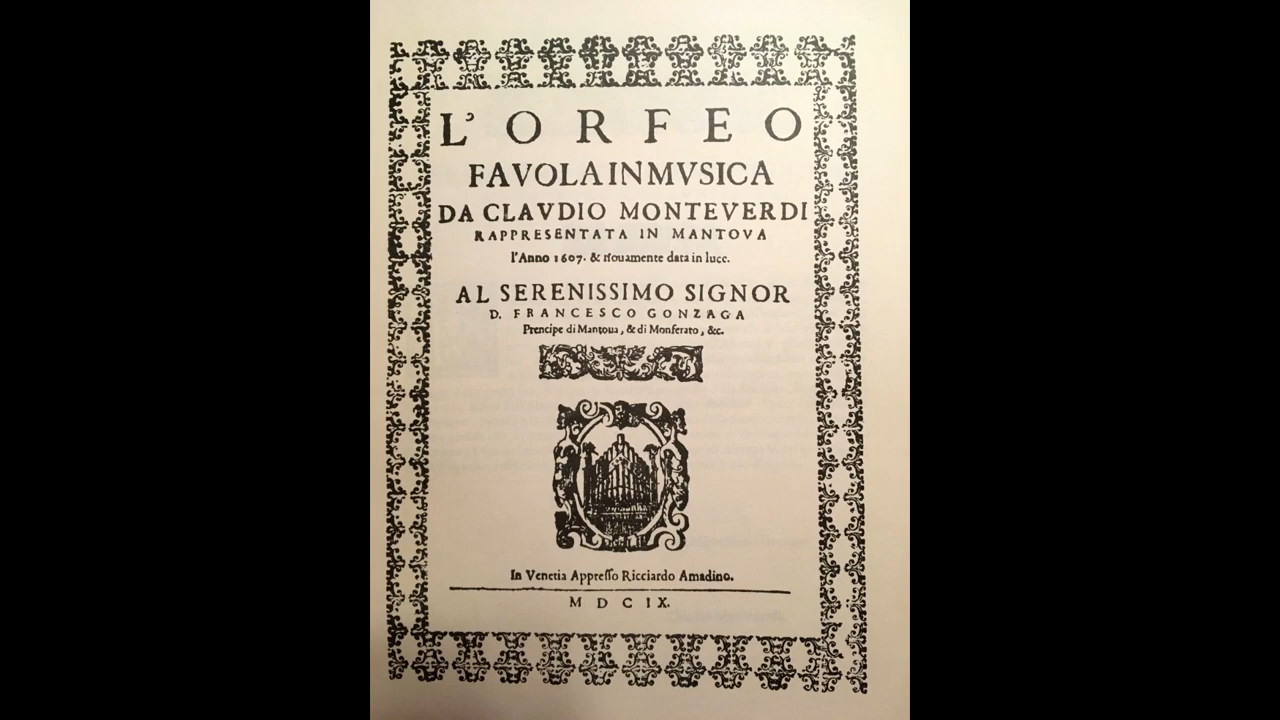 L'ORFEO
FAVOLA IN MVSICA
DA CLAVDIO MONTEVERDI
RAPPRESENTATA IN MANTOVA
l'Anno 1607. & nouamente data in luce.
AL SERENISSIMO SIGNOR
D. FRANCESCO GONZAGA
Prencipe di Mantoua, & di Monferato, &c.
In Venetia Appresso Ricciardo Amadino.
M D C IX.